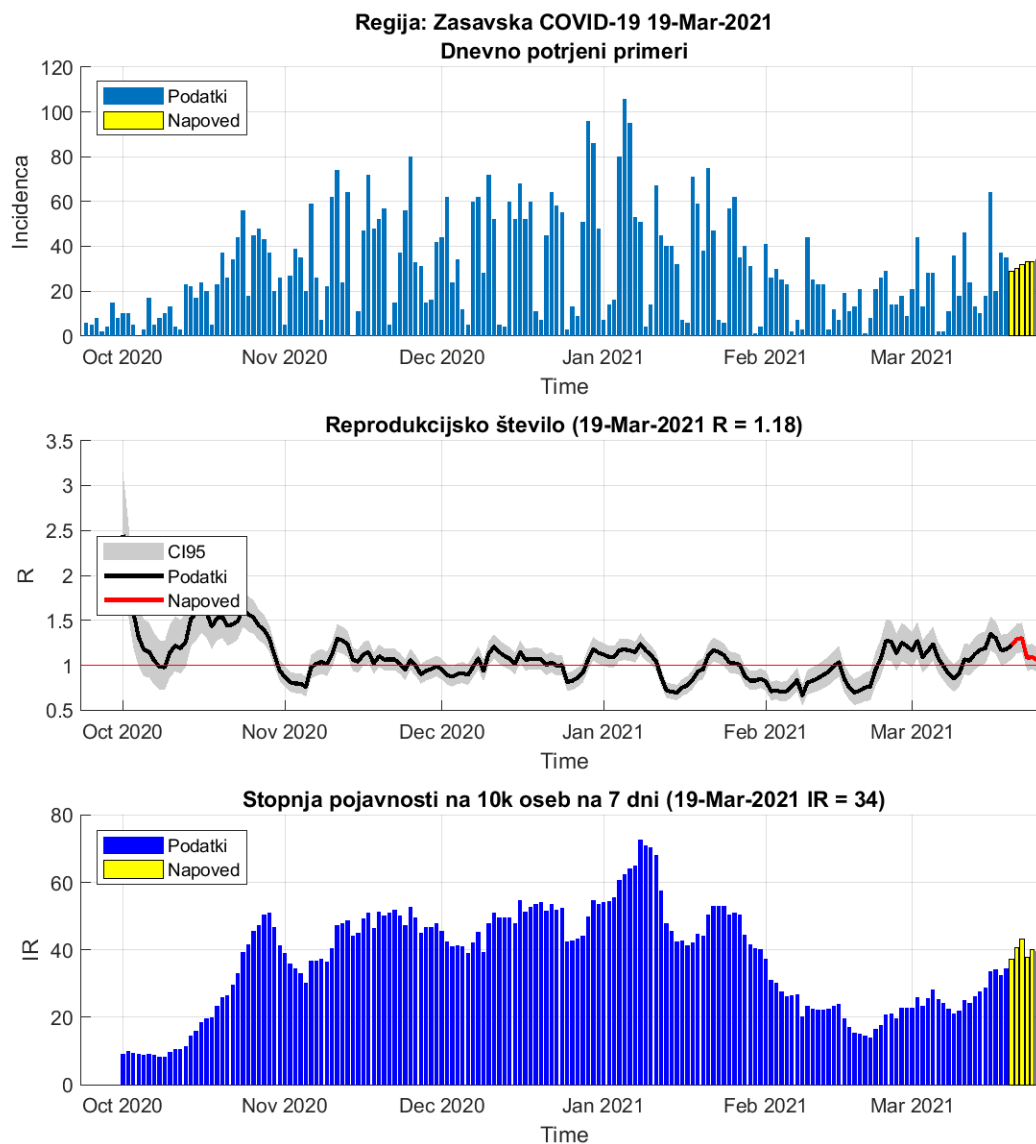 Regija: Zasavska COVID-19 19-Mar-2021
Dnevno potrjeni primeri
120
100
80
60
40
20
0
Incidenca
Podatki
Napoved
Oct 2020
Nov 2020
Dec 2020
Jan 2021
Feb 2021
Mar 2021
Time
Reprodukcijsko število (19-Mar-2021 R = 1.18)
3.5
3
2.5
2
1.5
1
0.5
R
CI95
Podatki
Napoved
Oct 2020
Nov 2020
Dec 2020
Jan 2021
Feb 2021
Mar 2021
Time
Stopnja pojavnosti na 10k oseb na 7 dni (19-Mar-2021 IR = 34)
80
60
40
20
0
IR
Podatki
Napoved
Oct 2020
Nov 2020
Dec 2020
Jan 2021
Feb 2021
Mar 2021
Time